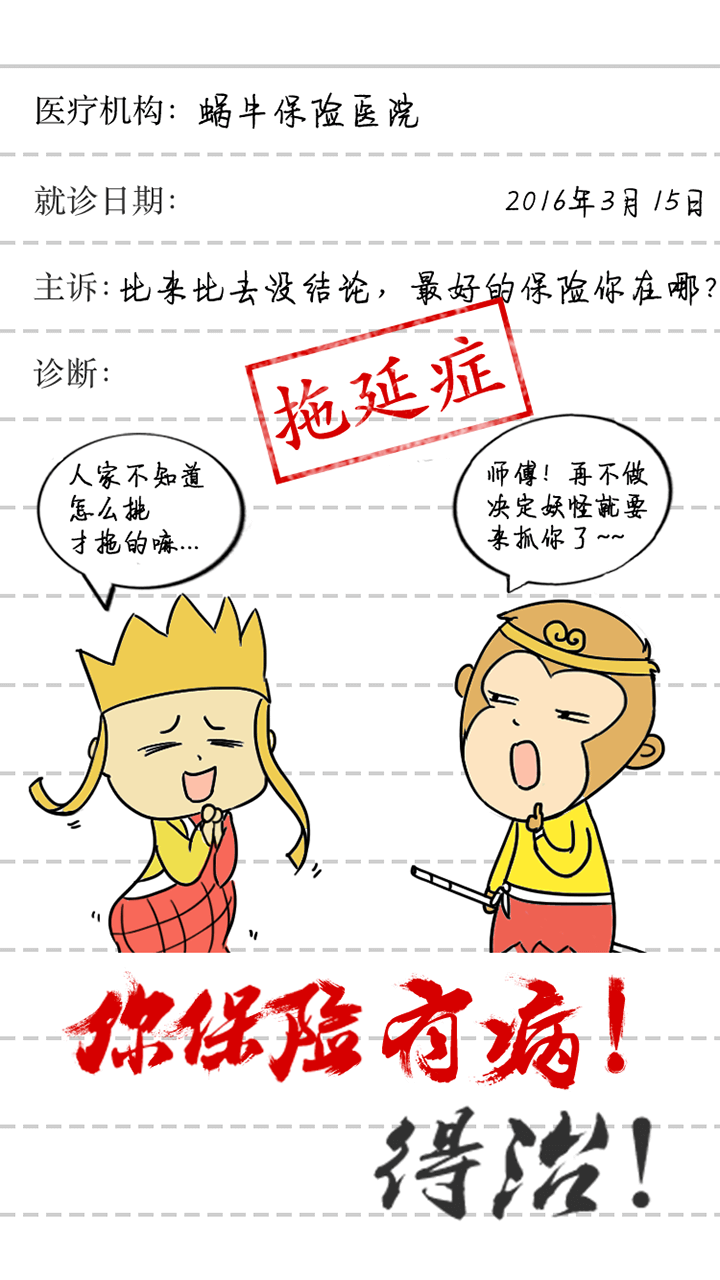 医疗机构：蜗牛保险医院
就诊日期：2016年3月15日
主诉：比来比去没结论，最好的保险你在哪？
诊断：
拖延症
人家不知道
怎么挑
才拖的嘛...
师傅！再不做
决定妖怪就要
来抓你了~~
你保险有病！
得治！